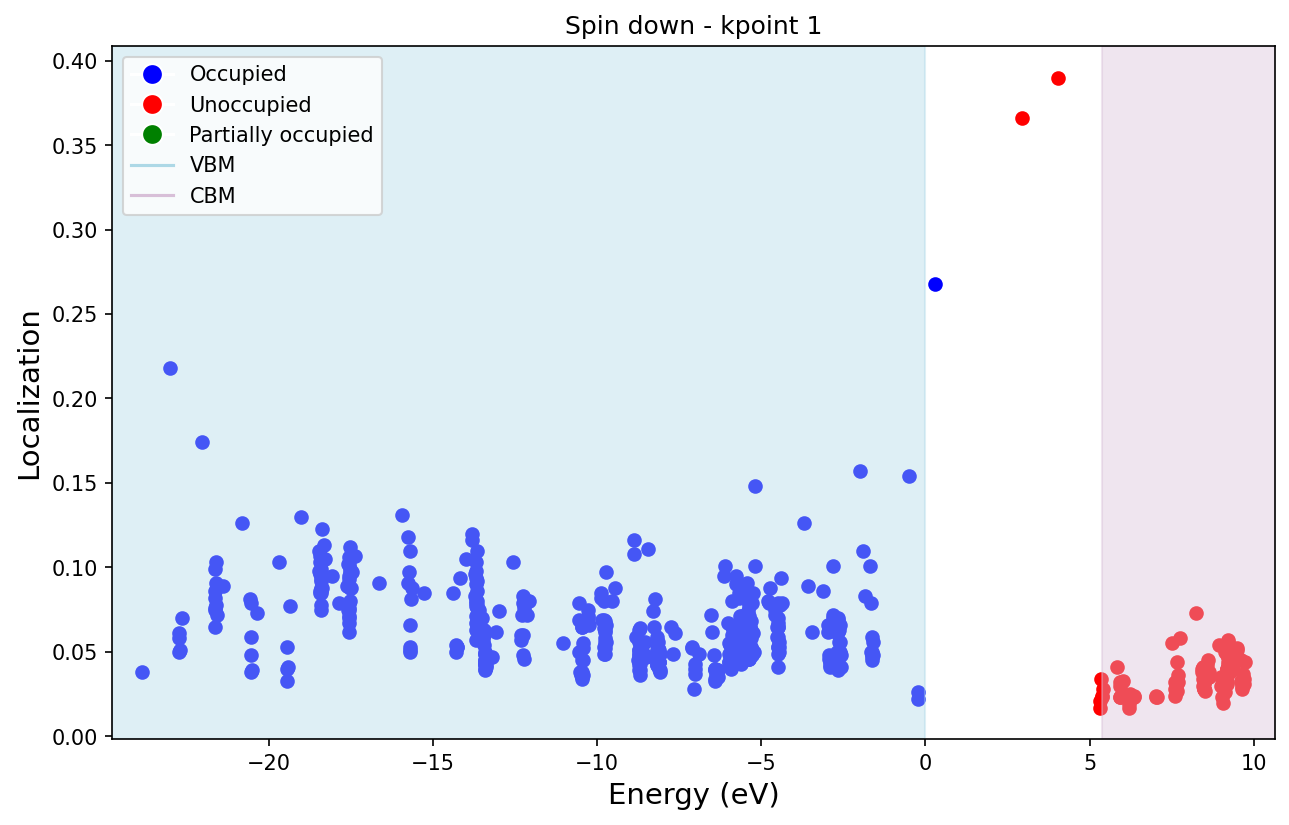 Spin down - kpoint 1
0.40
0.35
0.30
0.25
0.20
0.15
0.10
0.05
0.00
Localization
Occupied
Unoccupied
Partially occupied
VBM
CBM
−20 −15 −10 −5 0 5 10
Energy (eV)